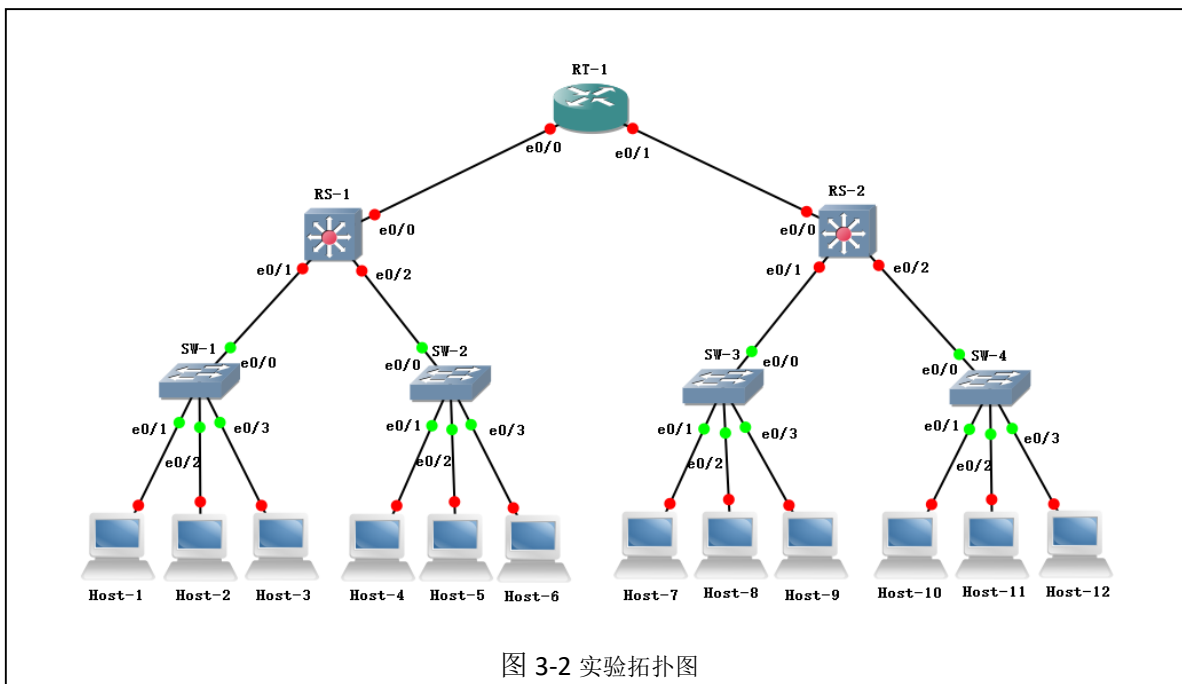 RT-1
e0/0
e0/1
RS-1
RS-2
e0/0
e0/0
e0/1
e0/2
e0/1
e0/2
SW-1
e0/0
SW-2
e0/0
SW-3
e0/0
SW-4
e0/0
e0/1
e0/2
e0/3
e0/1
e0/2
e0/3
e0/1
e0/2
e0/3
e0/1
e0/2
e0/3
Host-1
Host-2
Host-3
Host-4
Host-5
Host-6
Host-7
Host-8
Host-9
Host-10
Host-11
Host-12
图 3-2 实验拓扑图